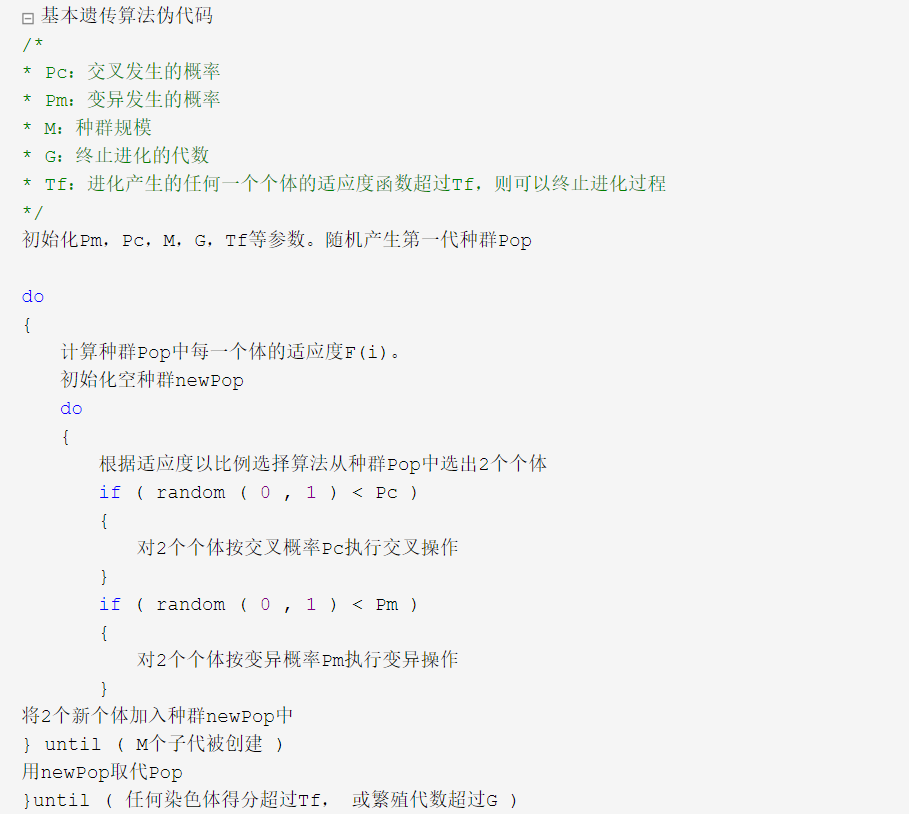 基本遗传算法伪代码
/*
* Pc：交叉发生的概率
* Pm：变异发生的概率
* M：种群规模
* G：终止进化的代数
* Tf：进化产生的任何一个个体的适应度函数超过Tf，则可以终止进化过程
*/
初始化Pm，Pc，M，G，Tf等参数。随机产生第一代种群Pop
do
{
计算种群Pop中每一个体的适应度F(i)。
初始化空种群newPop
do
{
根据适应度以比例选择算法从种群Pop中选出2个个体
if ( random ( 0 , 1 ) < Pc )
{
对2个个体按交叉概率Pc执行交叉操作
}
if ( random ( 0 , 1 ) < Pm )
{
对2个个体按变异概率Pm执行变异操作
}
将2个新个体加入种群newPop中
} until ( M个子代被创建 )
用newPop取代Pop
}until ( 任何染色体得分超过Tf， 或繁殖代数超过G )